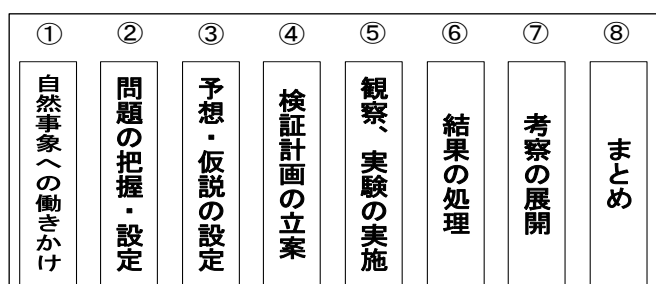 ①
自然事象への働きかけ
②
問題の把握・設定
③
予想・仮説の設定
④
検証計画の立案
⑤
観察、実験の実施
⑥
結果の処理
⑦
考察の展開
⑧
まとめ